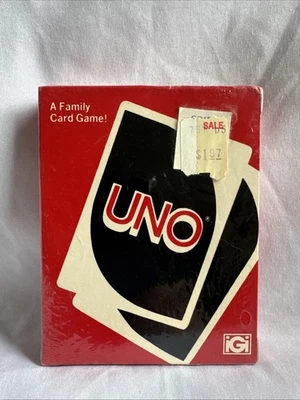 A Family
Card Game!
SALE
$1.97
UNO®
iGi